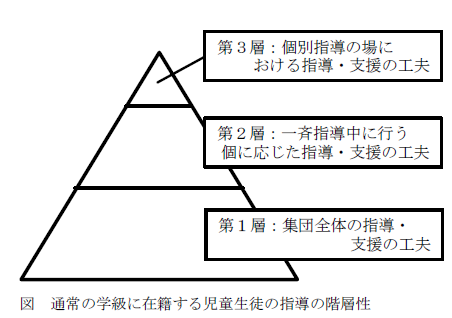 第３層：個別指導の場に
おける指導・支援の工夫
第２層：一斉指導中に行う
個に応じた指導・支援の工夫
第１層：集団全体の指導・
支援の工夫
図　通常の学級に在籍する児童生徒の指導の階層性